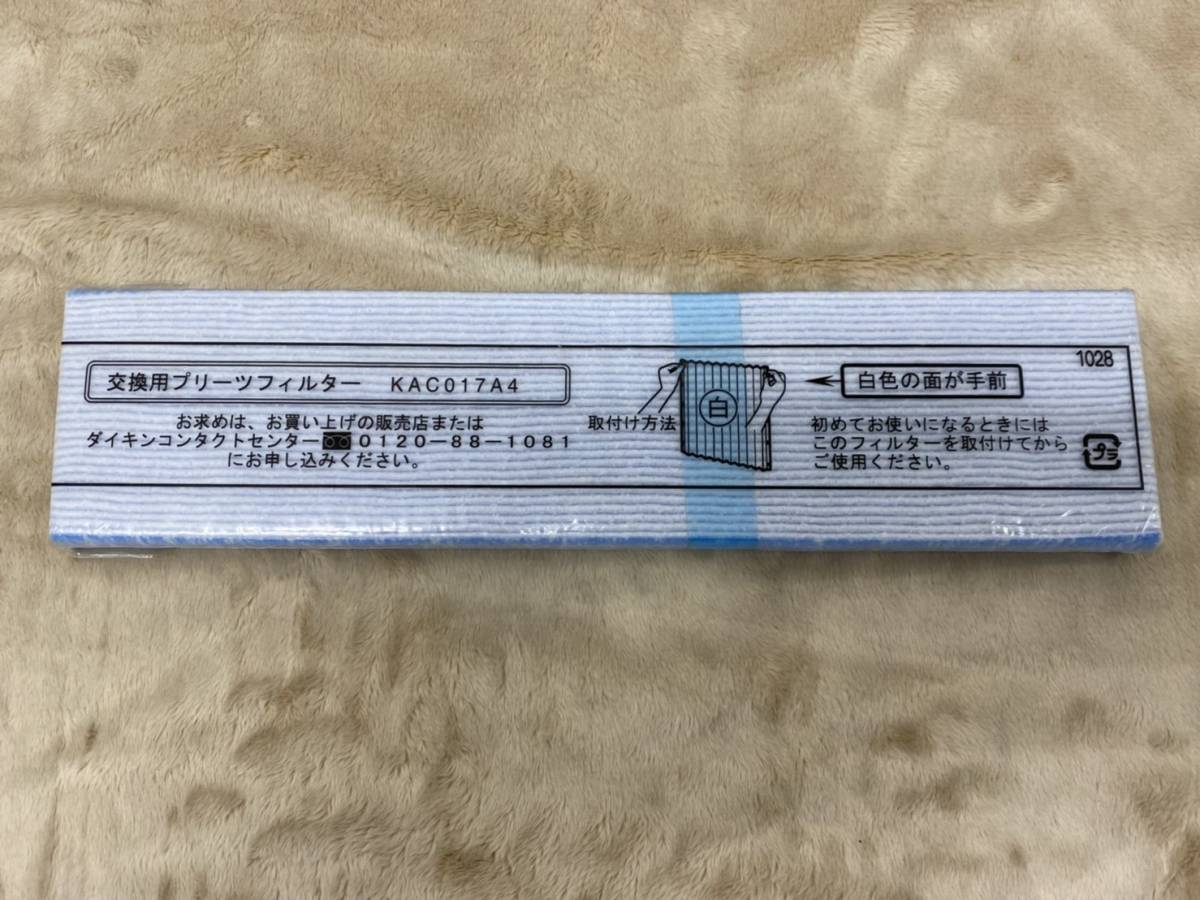 1028
交換用プリーツフィルター KAC017A4
お求めは、お買い上げの販売店または
ダイキンコンタクトセンター 0120-88-1081
にお申し込みください。
取付け方法
白
白色の面が手前
初めてお使いになるときには
このフィルターを取付けてから
ご使用ください。
プラ